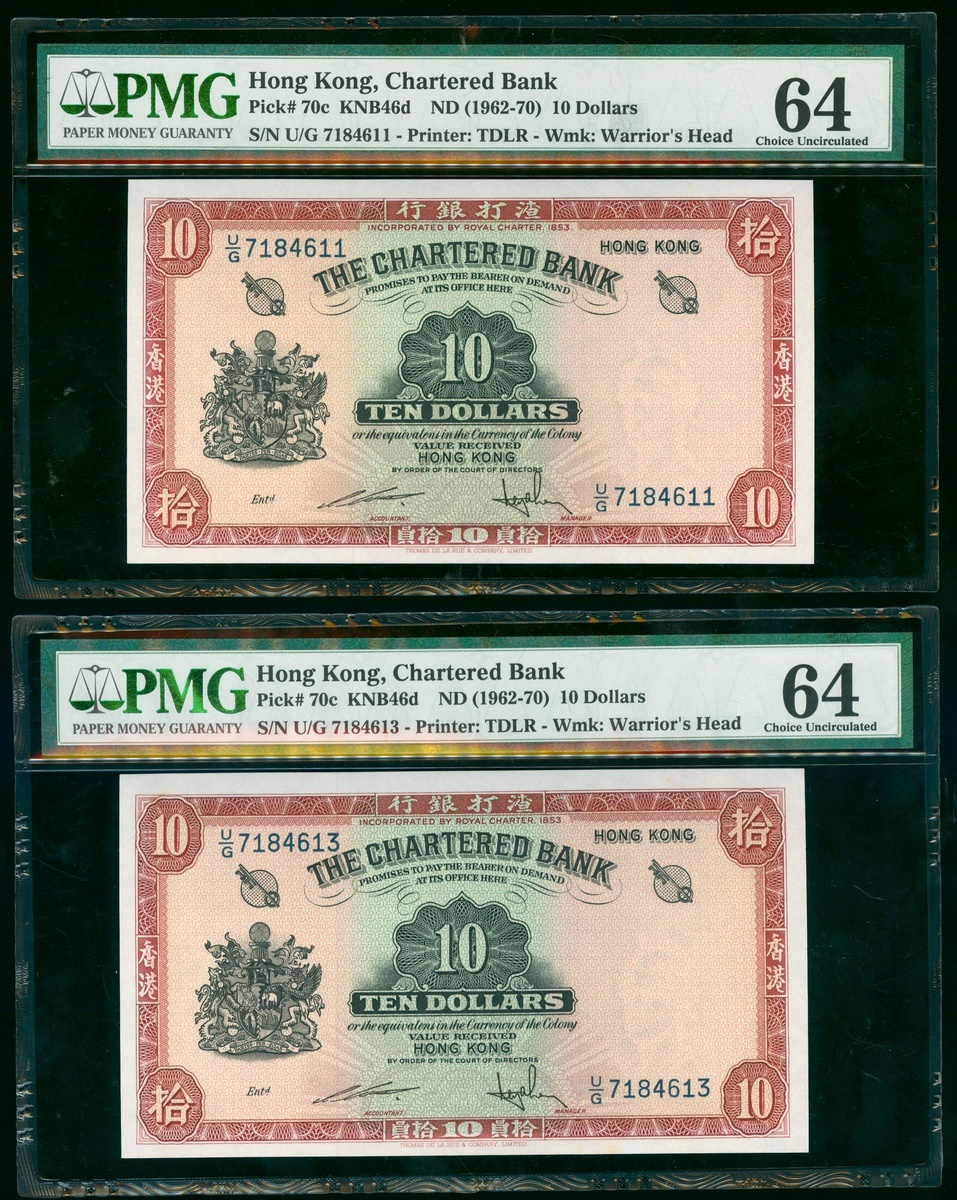 PMG
PAPER MONEY GUARANTY
Hong Kong, Chartered Bank
Pick# 70c KNB46d ND (1962-70) 10 Dollars
S/N U/G 7184611 - Printer: TDLR - Wmk: Warrior's Head
64
Choice Uncirculated
行銀打渣
INCORPORATED BY ROYAL CHARTER, 1853.
10
U/G 7184611
HONG KONG
拾
THE CHARTERED BANK
PROMISES TO PAY THE BEARER ON DEMAND
AT ITS OFFICE HERE
香港
10
香港
TEN DOLLARS
or the equivalent in the Currency of the Colony
VALUE RECEIVED
HONG KONG
BY ORDER OF THE COURT OF DIRECTORS
拾
Entd
U/G 7184611
10
ACCOUNTANT.
MANAGER
員拾 10 員拾
THOMAS DE LA RUE & COMPANY, LIMITED.
PMG
PAPER MONEY GUARANTY
Hong Kong, Chartered Bank
Pick# 70c KNB46d ND (1962-70) 10 Dollars
S/N U/G 7184613 - Printer: TDLR - Wmk: Warrior's Head
64
Choice Uncirculated
行銀打渣
INCORPORATED BY ROYAL CHARTER, 1853.
10
U/G 7184613
HONG KONG
拾
THE CHARTERED BANK
PROMISES TO PAY THE BEARER ON DEMAND
AT ITS OFFICE HERE
香港
10
香港
TEN DOLLARS
or the equivalent in the Currency of the Colony
VALUE RECEIVED
HONG KONG
BY ORDER OF THE COURT OF DIRECTORS
拾
Entd
U/G 7184613
10
ACCOUNTANT.
MANAGER
員拾 10 員拾
THOMAS DE LA RUE & COMPANY, LIMITED.